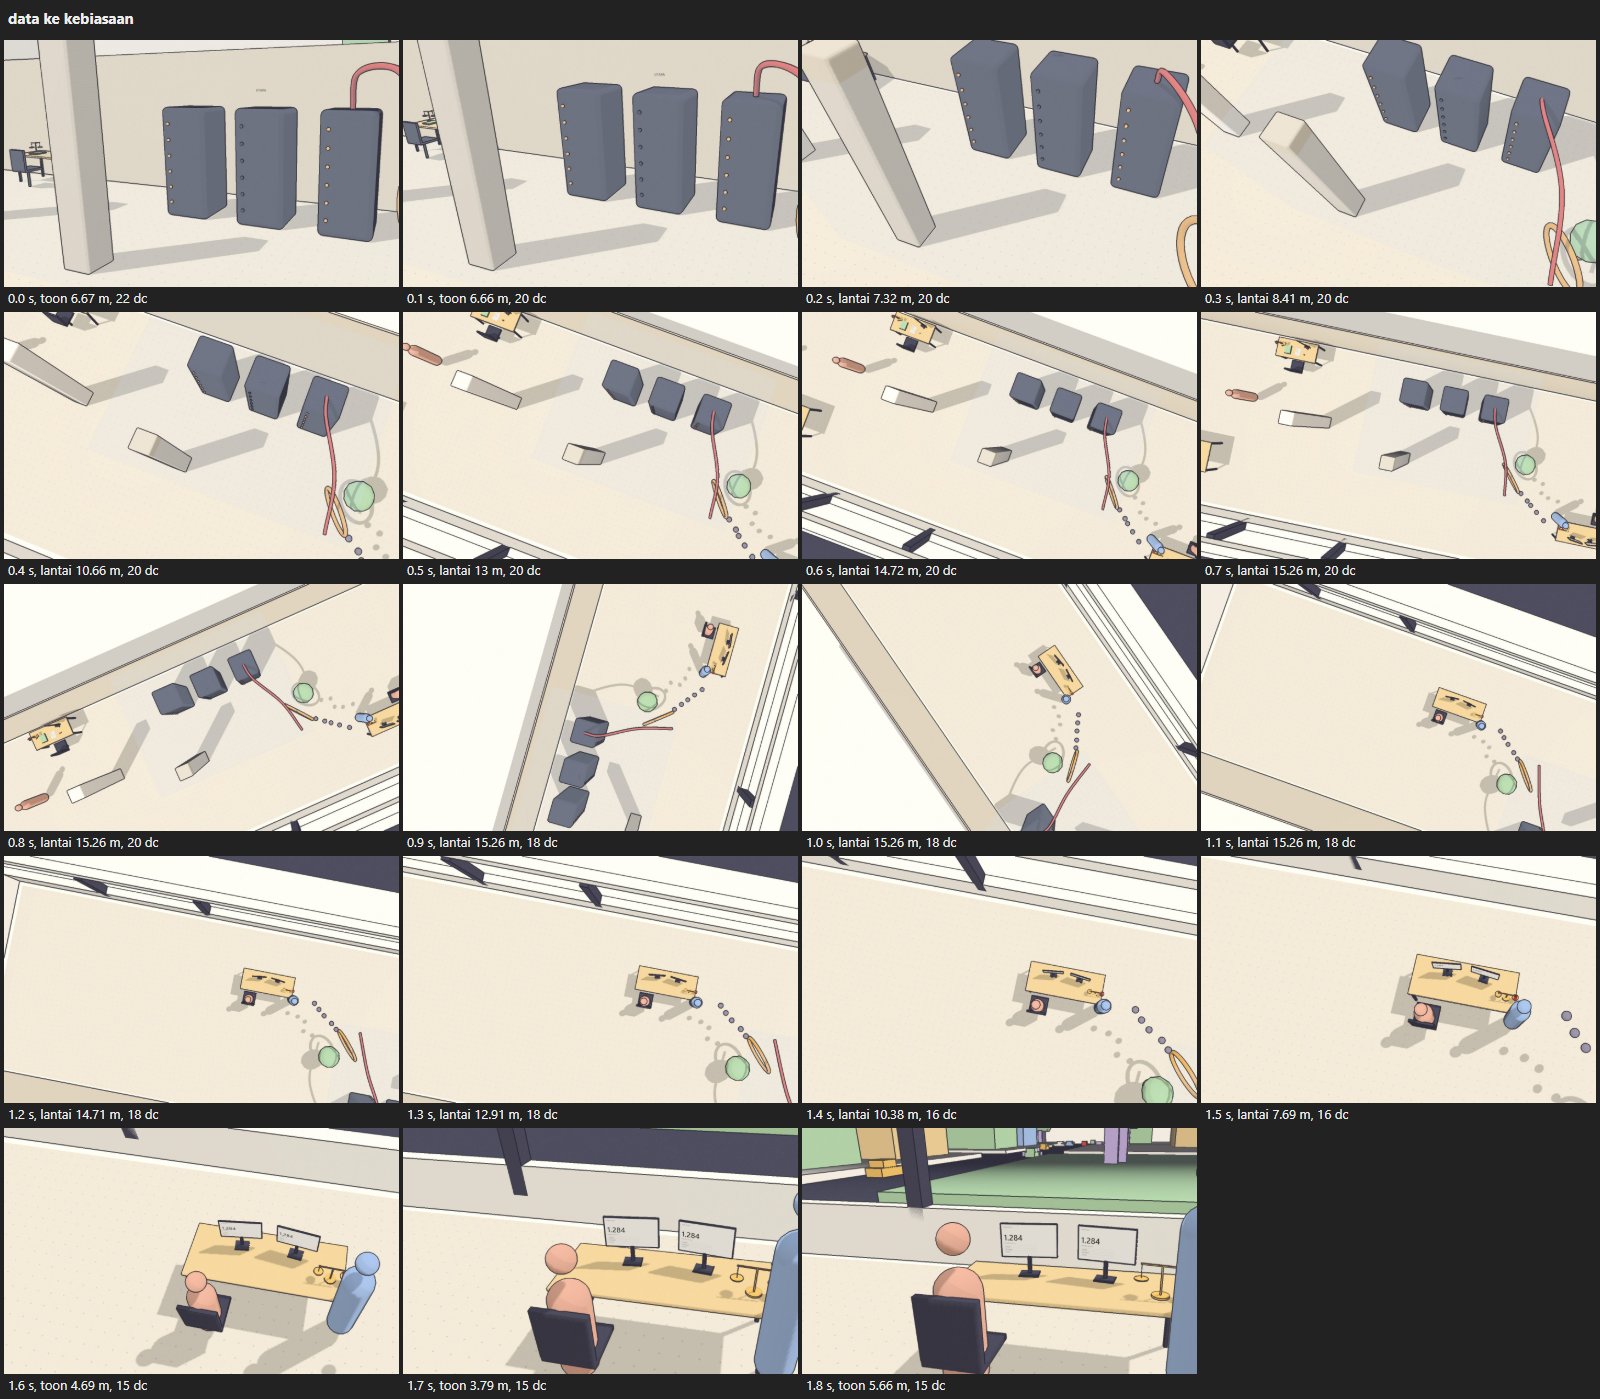 data ke kebiasaan
0.0 s, toon 6.67 m, 22 dc
0.1 s, toon 6.66 m, 20 dc
0.2 s, lantai 7.32 m, 20 dc
0.3 s, lantai 8.41 m, 20 dc
0.4 s, lantai 10.66 m, 20 dc
0.5 s, lantai 13 m, 20 dc
0.6 s, lantai 14.72 m, 20 dc
0.7 s, lantai 15.26 m, 20 dc
0.8 s, lantai 15.26 m, 20 dc
0.9 s, lantai 15.26 m, 18 dc
1.0 s, lantai 15.26 m, 18 dc
1.1 s, lantai 15.26 m, 18 dc
1.2 s, lantai 14.71 m, 18 dc
1.3 s, lantai 12.91 m, 18 dc
1.4 s, lantai 10.38 m, 16 dc
1.5 s, lantai 7.69 m, 16 dc
1.284
1.284
1.6 s, toon 4.69 m, 15 dc
1.284
1.284
1.7 s, toon 3.79 m, 15 dc
1.284
1.284
1.8 s, toon 5.66 m, 15 dc